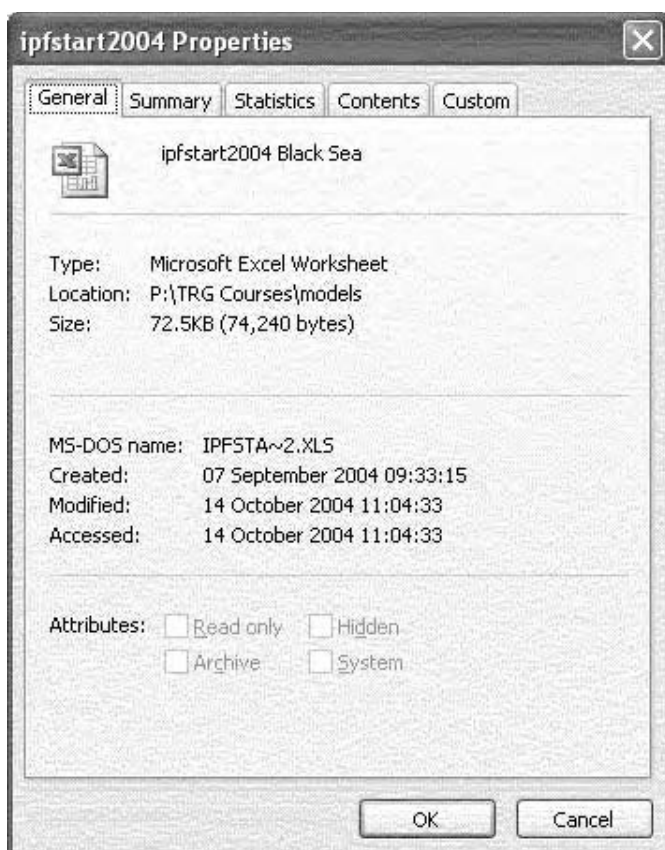 ipfstart2004 Properties
General Summary Statistics Contents Custom
ipfstart2004 Black Sea
Type: Microsoft Excel Worksheet
Location: P:\TRG Courses\models
Size: 72.5KB (74,240 bytes)
MS-DOS name: IPFSTA~2.XLS
Created: 07 September 2004 09:33:15
Modified: 14 October 2004 11:04:33
Accessed: 14 October 2004 11:04:33
Attributes: Read only Hidden
Archive System
OK Cancel